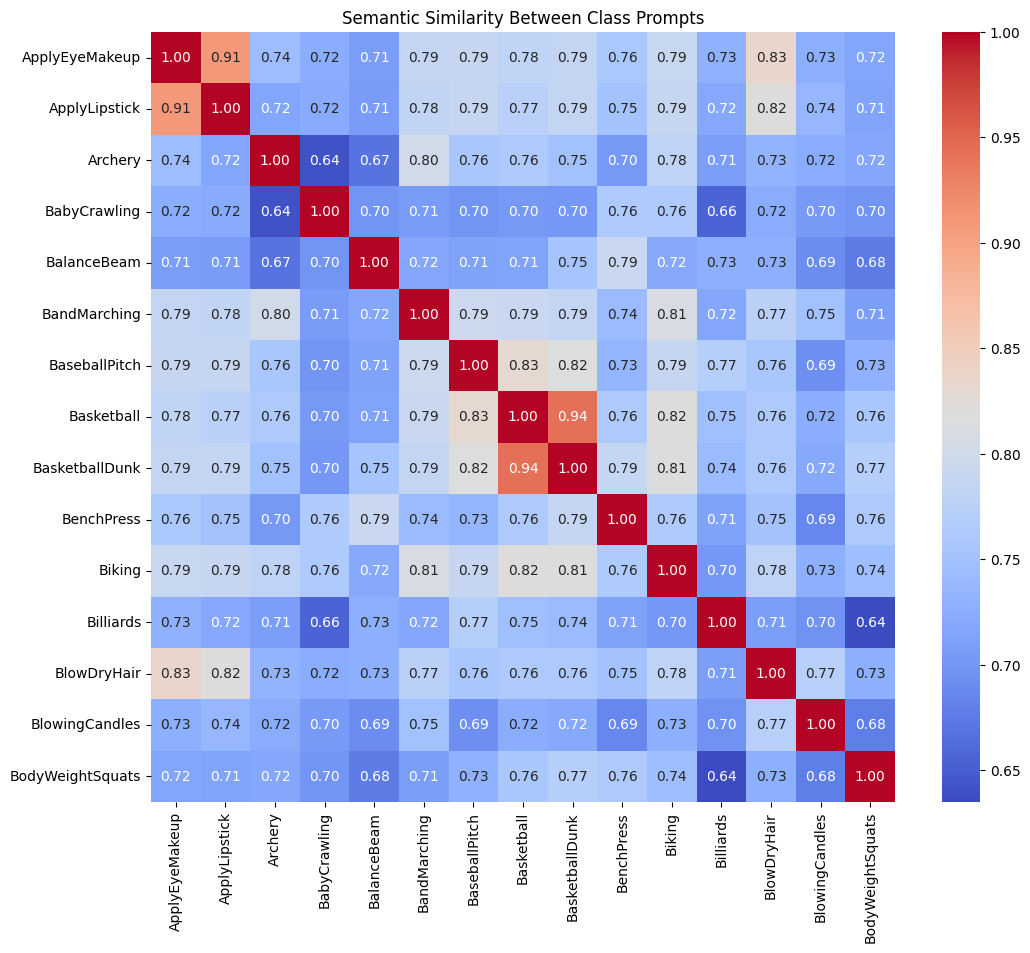 Semantic Similarity Between Class Prompts
ApplyEyeMakeup 1.00 0.91 0.74 0.72 0.71 0.79 0.79 0.78 0.79 0.76 0.79 0.73 0.83 0.73 0.72
ApplyLipstick 0.91 1.00 0.72 0.72 0.71 0.78 0.79 0.77 0.79 0.75 0.79 0.72 0.82 0.74 0.71
Archery 0.74 0.72 1.00 0.64 0.67 0.80 0.76 0.76 0.75 0.70 0.78 0.71 0.73 0.72 0.72
BabyCrawling 0.72 0.72 0.64 1.00 0.70 0.71 0.70 0.70 0.70 0.76 0.76 0.66 0.72 0.70 0.70
BalanceBeam 0.71 0.71 0.67 0.70 1.00 0.72 0.71 0.71 0.75 0.79 0.72 0.73 0.73 0.69 0.68
BandMarching 0.79 0.78 0.80 0.71 0.72 1.00 0.79 0.79 0.79 0.74 0.81 0.72 0.77 0.75 0.71
BaseballPitch 0.79 0.79 0.76 0.70 0.71 0.79 1.00 0.83 0.82 0.73 0.79 0.77 0.76 0.69 0.73
Basketball 0.78 0.77 0.76 0.70 0.71 0.79 0.83 1.00 0.94 0.76 0.82 0.75 0.76 0.72 0.76
BasketballDunk 0.79 0.79 0.75 0.70 0.75 0.79 0.82 0.94 1.00 0.79 0.81 0.74 0.76 0.72 0.77
BenchPress 0.76 0.75 0.70 0.76 0.79 0.74 0.73 0.76 0.79 1.00 0.76 0.71 0.75 0.69 0.76
Biking 0.79 0.79 0.78 0.76 0.72 0.81 0.79 0.82 0.81 0.76 1.00 0.70 0.78 0.73 0.74
Billiards 0.73 0.72 0.71 0.66 0.73 0.72 0.77 0.75 0.74 0.71 0.70 1.00 0.71 0.70 0.64
BlowDryHair 0.83 0.82 0.73 0.72 0.73 0.77 0.76 0.76 0.76 0.75 0.78 0.71 1.00 0.77 0.73
BlowingCandles 0.73 0.74 0.72 0.70 0.69 0.75 0.69 0.72 0.72 0.69 0.73 0.70 0.77 1.00 0.68
BodyWeightSquats 0.72 0.71 0.72 0.70 0.68 0.71 0.73 0.76 0.77 0.76 0.74 0.64 0.73 0.68 1.00
ApplyEyeMakeup
ApplyLipstick
Archery
BabyCrawling
BalanceBeam
BandMarching
BaseballPitch
Basketball
BasketballDunk
BenchPress
Biking
Billiards
BlowDryHair
BlowingCandles
BodyWeightSquats
1.00
0.95
0.90
0.85
0.80
0.75
0.70
0.65